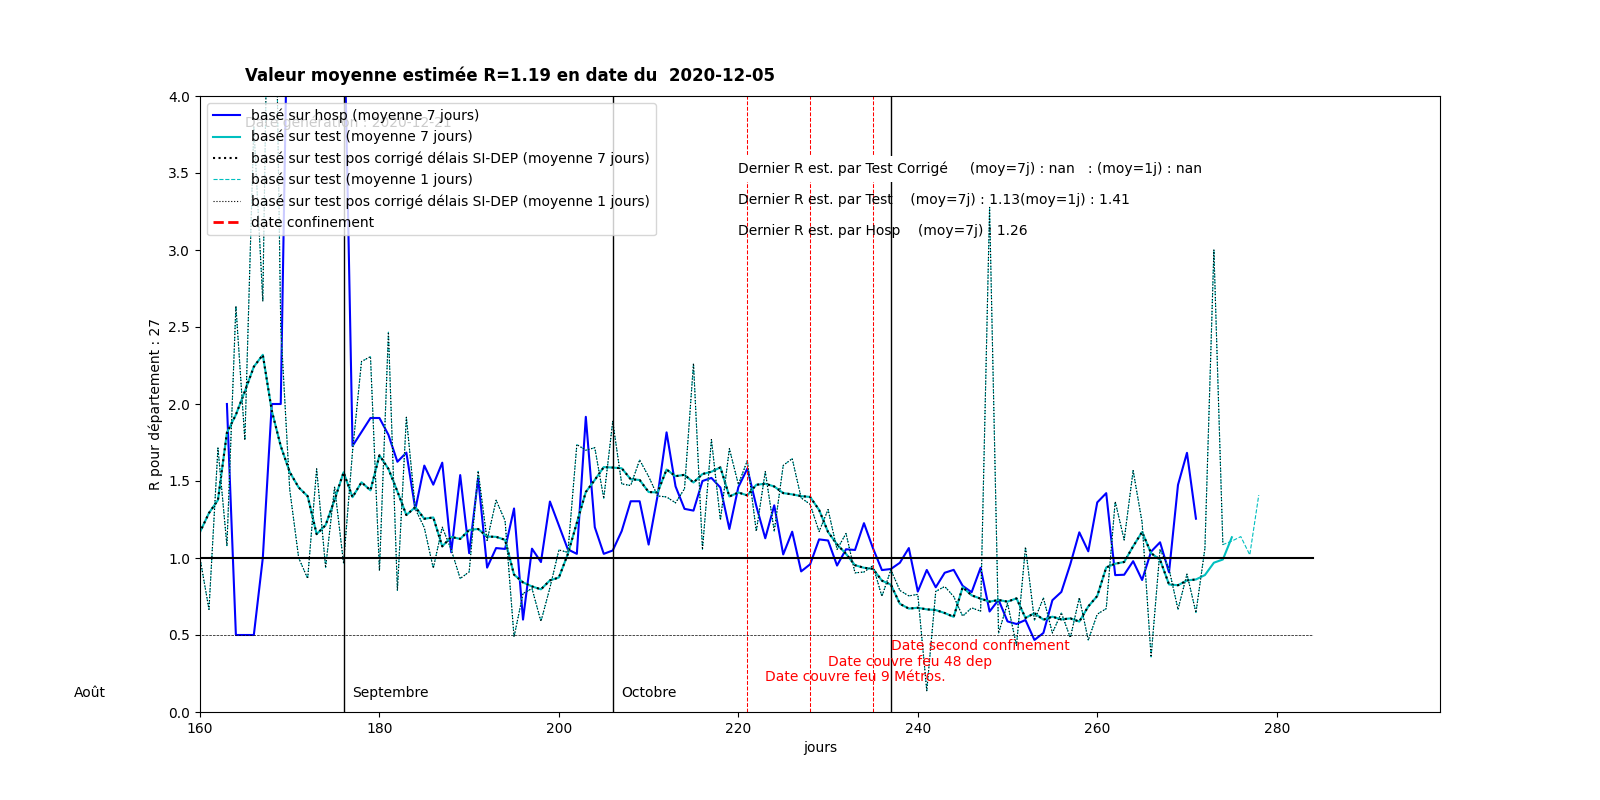 Valeur moyenne estimée R=1.19 en date du  2020-12-05
Date génération : 2020-12-21
basé sur hosp (moyenne 7 jours)
basé sur test (moyenne 7 jours)
basé sur test pos corrigé délais SI-DEP (moyenne 7 jours)
basé sur test (moyenne 1 jours)
basé sur test pos corrigé délais SI-DEP (moyenne 1 jours)
date confinement
Dernier R est. par Test Corrigé     (moy=7j) : nan   : (moy=1j) : nan
Dernier R est. par Test    (moy=7j) : 1.13(moy=1j) : 1.41
Dernier R est. par Hosp    (moy=7j) : 1.26
4.0
3.5
3.0
2.5
2.0
1.5
1.0
0.5
0.0
R pour département : 27
Date second confinement
Date couvre feu 48 dep
Date couvre feu 9 Métros.
Août
Septembre
Octobre
160 180 200 220 240 260 280
jours